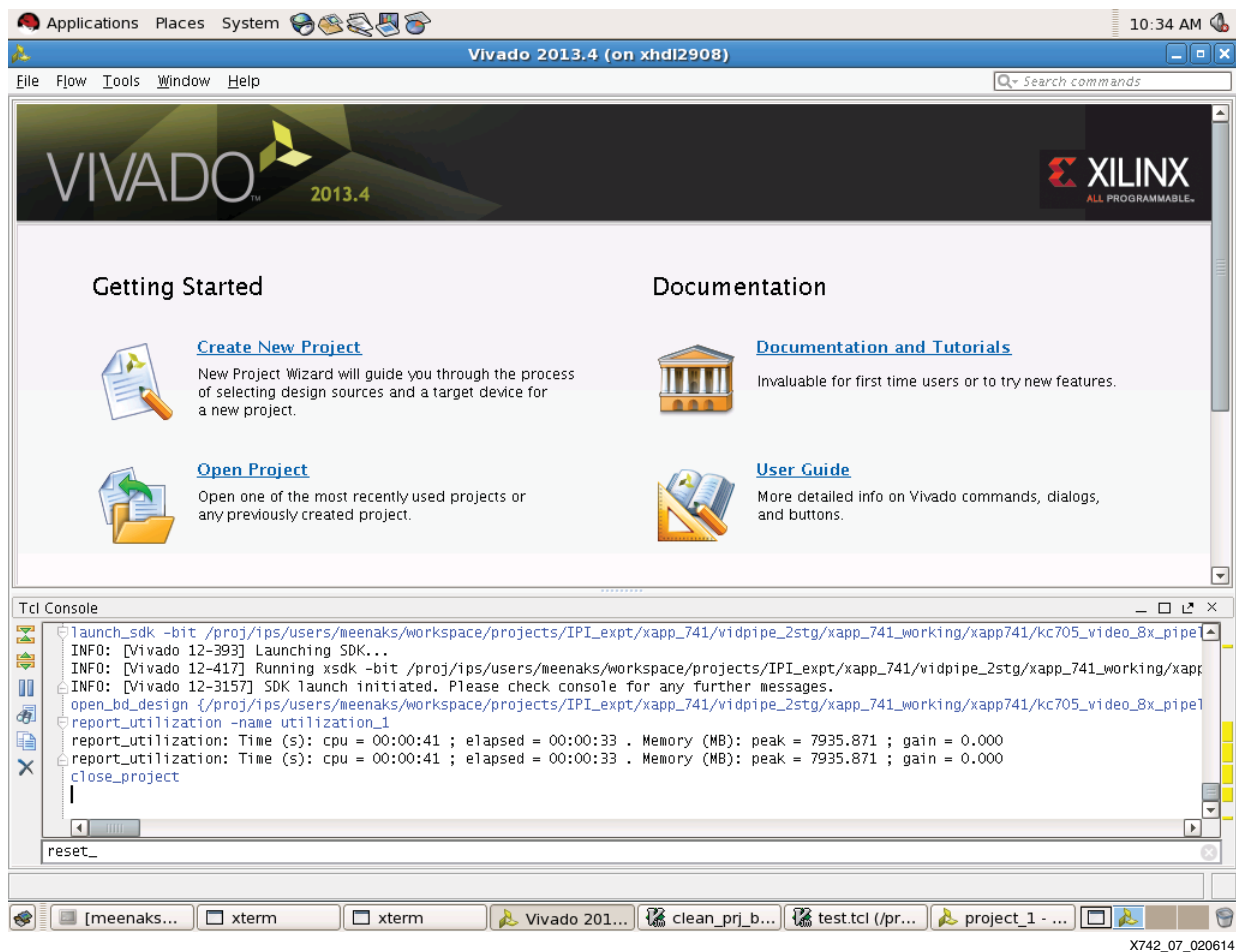 Applications Places System 10:34 AM
Vivado 2013.4 (on xhdl2908)
File Flow Tools Window Help Search commands
VIVADO™ 2013.4
XILINX
ALL PROGRAMMABLE™
Getting Started
Create New Project
New Project Wizard will guide you through the process
of selecting design sources and a target device for
a new project.
Open Project
Open one of the most recently used projects or
any previously created project.
Documentation
Documentation and Tutorials
Invaluable for first time users or to try new features.
User Guide
More detailed info on Vivado commands, dialogs,
and buttons.
Tcl Console
launch_sdk -bit /proj/ips/users/meenaks/workspace/projects/IPI_expt/xapp_741/vidpipe_2stg/xapp_741_working/xapp741/kc705_video_8x_pipel
INFO: [Vivado 12-393] Launching SDK...
INFO: [Vivado 12-417] Running xsdk -bit /proj/ips/users/meenaks/workspace/projects/IPI_expt/xapp_741/vidpipe_2stg/xapp_741_working/xapp
INFO: [Vivado 12-3157] SDK launch initiated. Please check console for any further messages.
open_bd_design {/proj/ips/users/meenaks/workspace/projects/IPI_expt/xapp_741/vidpipe_2stg/xapp_741_working/xapp741/kc705_video_8x_pipel
report_utilization -name utilization_1
report_utilization: Time (s): cpu = 00:00:41 ; elapsed = 00:00:33 . Memory (MB): peak = 7935.871 ; gain = 0.000
report_utilization: Time (s): cpu = 00:00:41 ; elapsed = 00:00:33 . Memory (MB): peak = 7935.871 ; gain = 0.000
close_project
reset_
[meenaks... xterm xterm Vivado 201... clean_prj_b... test.tcl (/pr... project_1 - ...
X742_07_020614